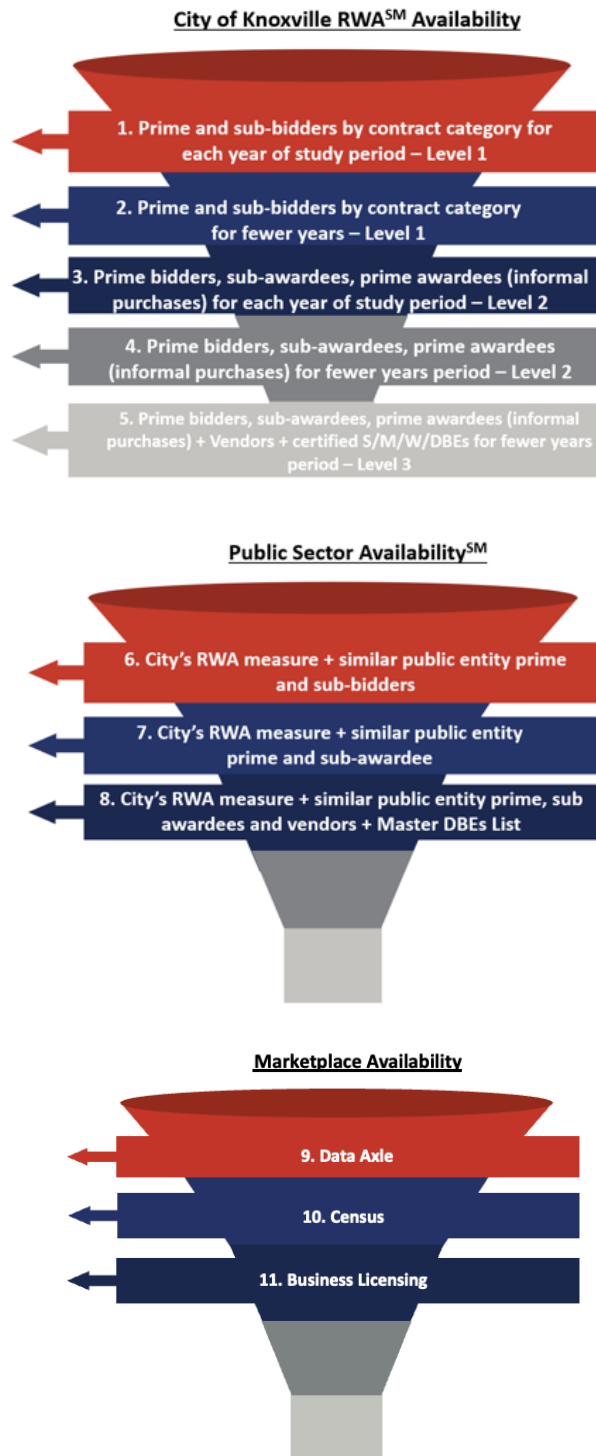 City of Knoxville RWASM Availability
1. Prime and sub-bidders by contract category for
each year of study period – Level 1
2. Prime and sub-bidders by contract category
for fewer years – Level 1
3. Prime bidders, sub-awardees, prime awardees (informal
purchases) for each year of study period – Level 2
4. Prime bidders, sub-awardees, prime awardees
(informal purchases) for fewer years period – Level 2
5. Prime bidders, sub-awardees, prime awardees (informal
purchases) + Vendors + certified S/M/W/DBEs for fewer years
period – Level 3
Public Sector AvailabilitySM
6. City's RWA measure + similar public entity prime
and sub-bidders
7. City's RWA measure + similar public entity
prime and sub-awardee
8. City's RWA measure + similar public entity prime, sub
awardees and vendors + Master DBEs List
Marketplace Availability
9. Data Axle
10. Census
11. Business Licensing